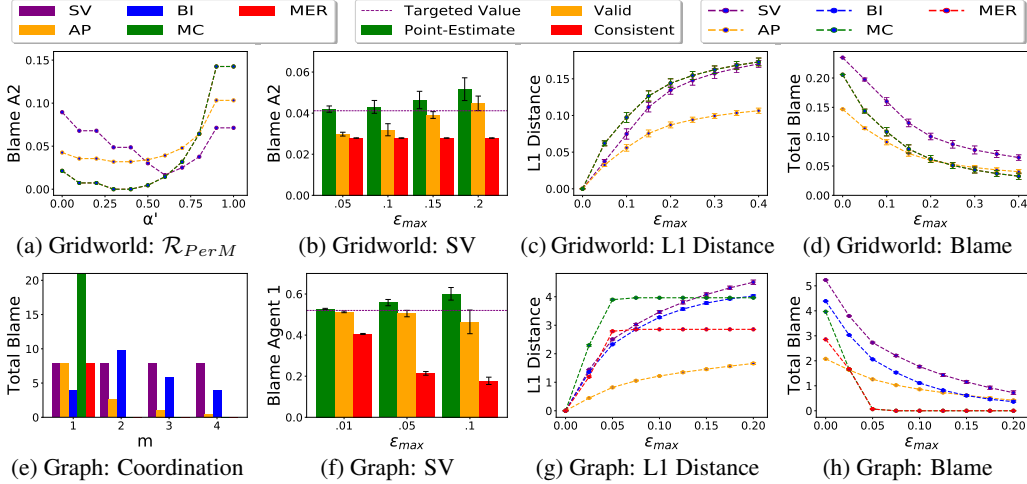 SV BI MER
AP MC
Targeted Value Valid
Point-Estimate Consistent
SV BI MER
AP MC
Blame A2
0.15
0.10
0.05
0.00
0.00 0.25 0.50 0.75 1.00
α'
(a) Gridworld: R_PerM
Blame A2
0.06
0.04
0.02
0.00
.05 .1 .15 .2
ε_max
(b) Gridworld: SV
L1 Distance
0.15
0.10
0.05
0.00
0.0 0.1 0.2 0.3 0.4
ε_max
(c) Gridworld: L1 Distance
Total Blame
0.20
0.15
0.10
0.05
0.00
0.0 0.1 0.2 0.3 0.4
ε_max
(d) Gridworld: Blame
Total Blame
20
15
10
5
0
1 2 3 4
m
(e) Graph: Coordination
Blame Agent 1
0.6
0.4
0.2
0.0
.01 .05 .1
ε_max
(f) Graph: SV
L1 Distance
4
3
2
1
0
0.00 0.05 0.10 0.15 0.20
ε_max
(g) Graph: L1 Distance
Total Blame
5
4
3
2
1
0
0.00 0.05 0.10 0.15 0.20
ε_max
(h) Graph: Blame